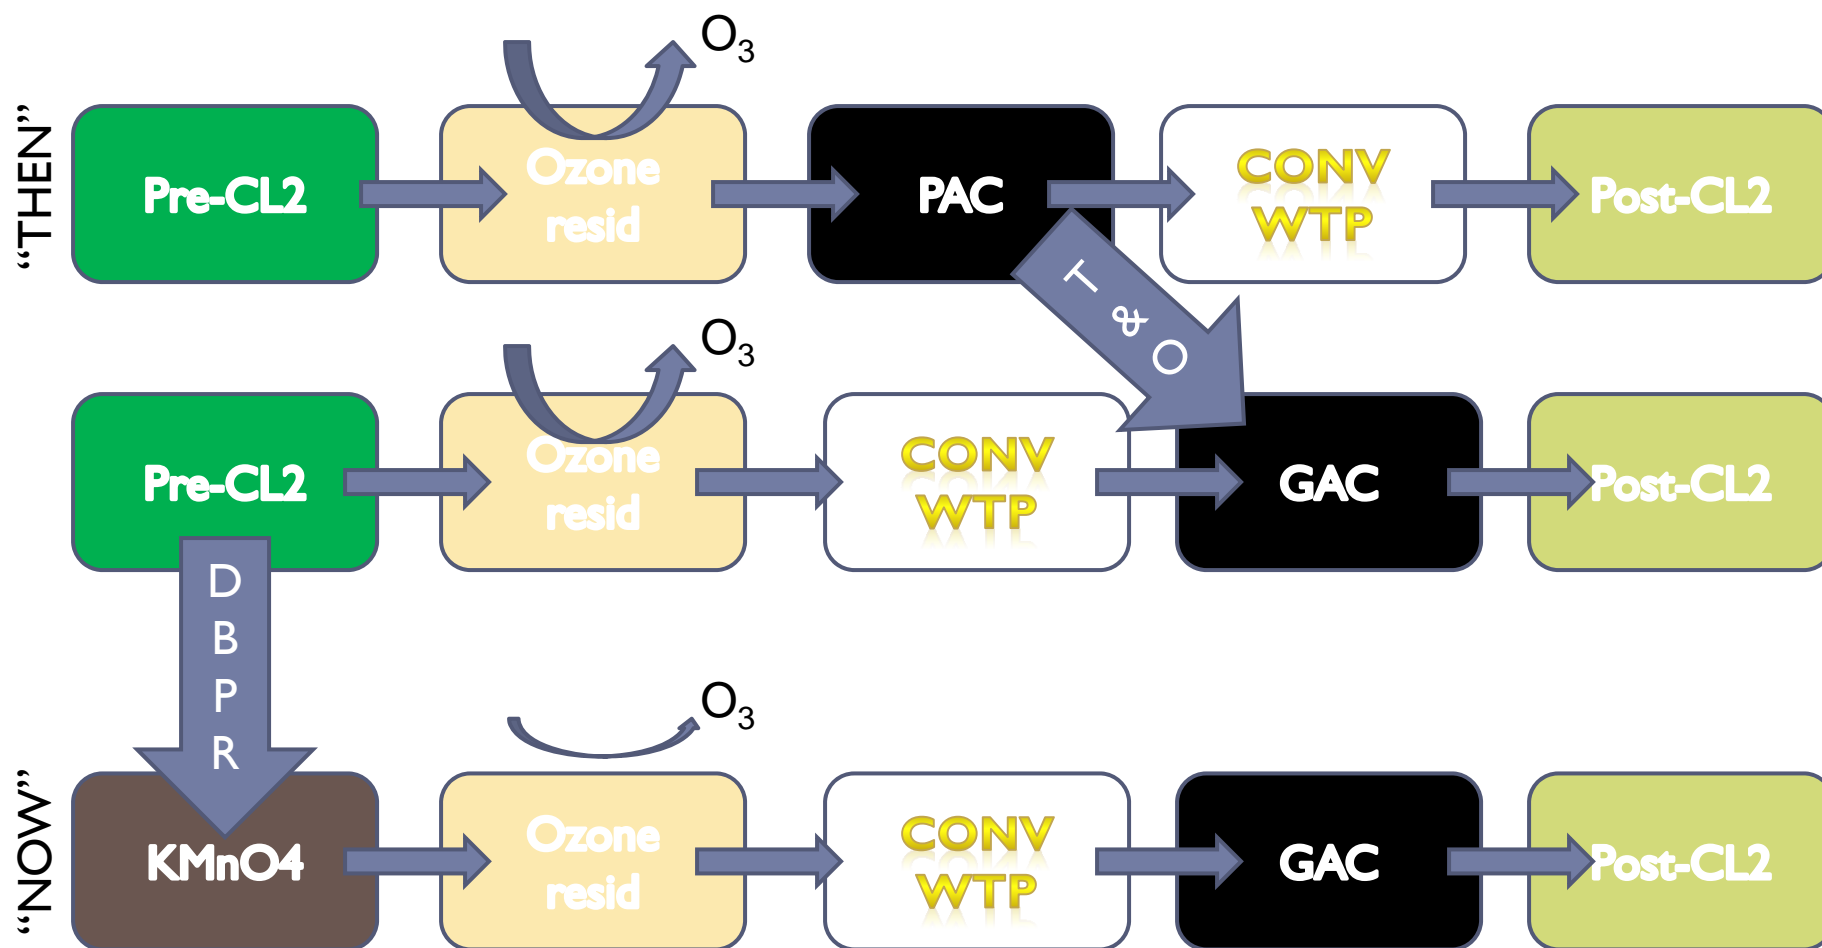 “THEN”
O3
Pre-CL2
Ozone
resid
PAC
CONV
WTP
Post-CL2
T & O
O3
Pre-CL2
Ozone
resid
CONV
WTP
GAC
Post-CL2
D
B
P
R
“NOW”
O3
KMnO4
Ozone
resid
CONV
WTP
GAC
Post-CL2